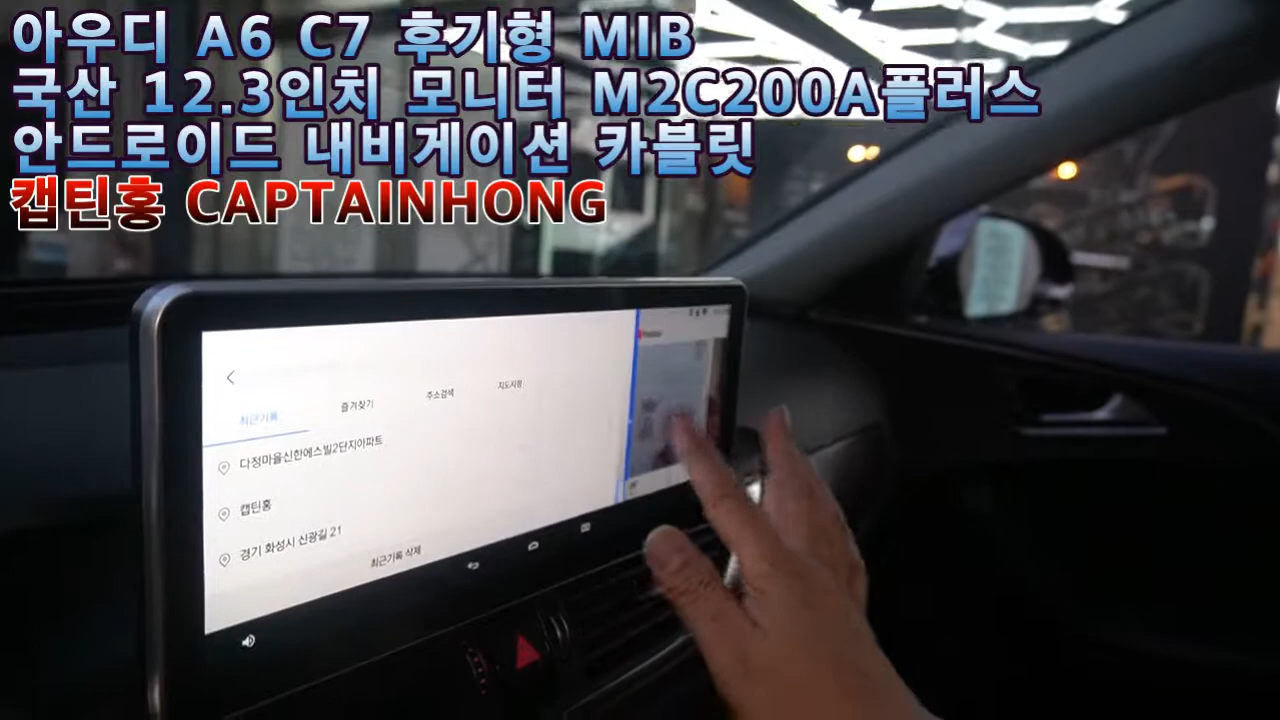 아우디 A6 C7 후기형 MIB
국산 12.3인치 모니터 M2C200A플러스
안드로이드 내비게이션 카블릿
캡틴홍 CAPTAINHONG
최근기록 즐겨찾기 주소검색 지도지점
다정마을신한에스빌2단지아파트
캡틴홍
경기 화성시 신광길 21
최근기록 삭제